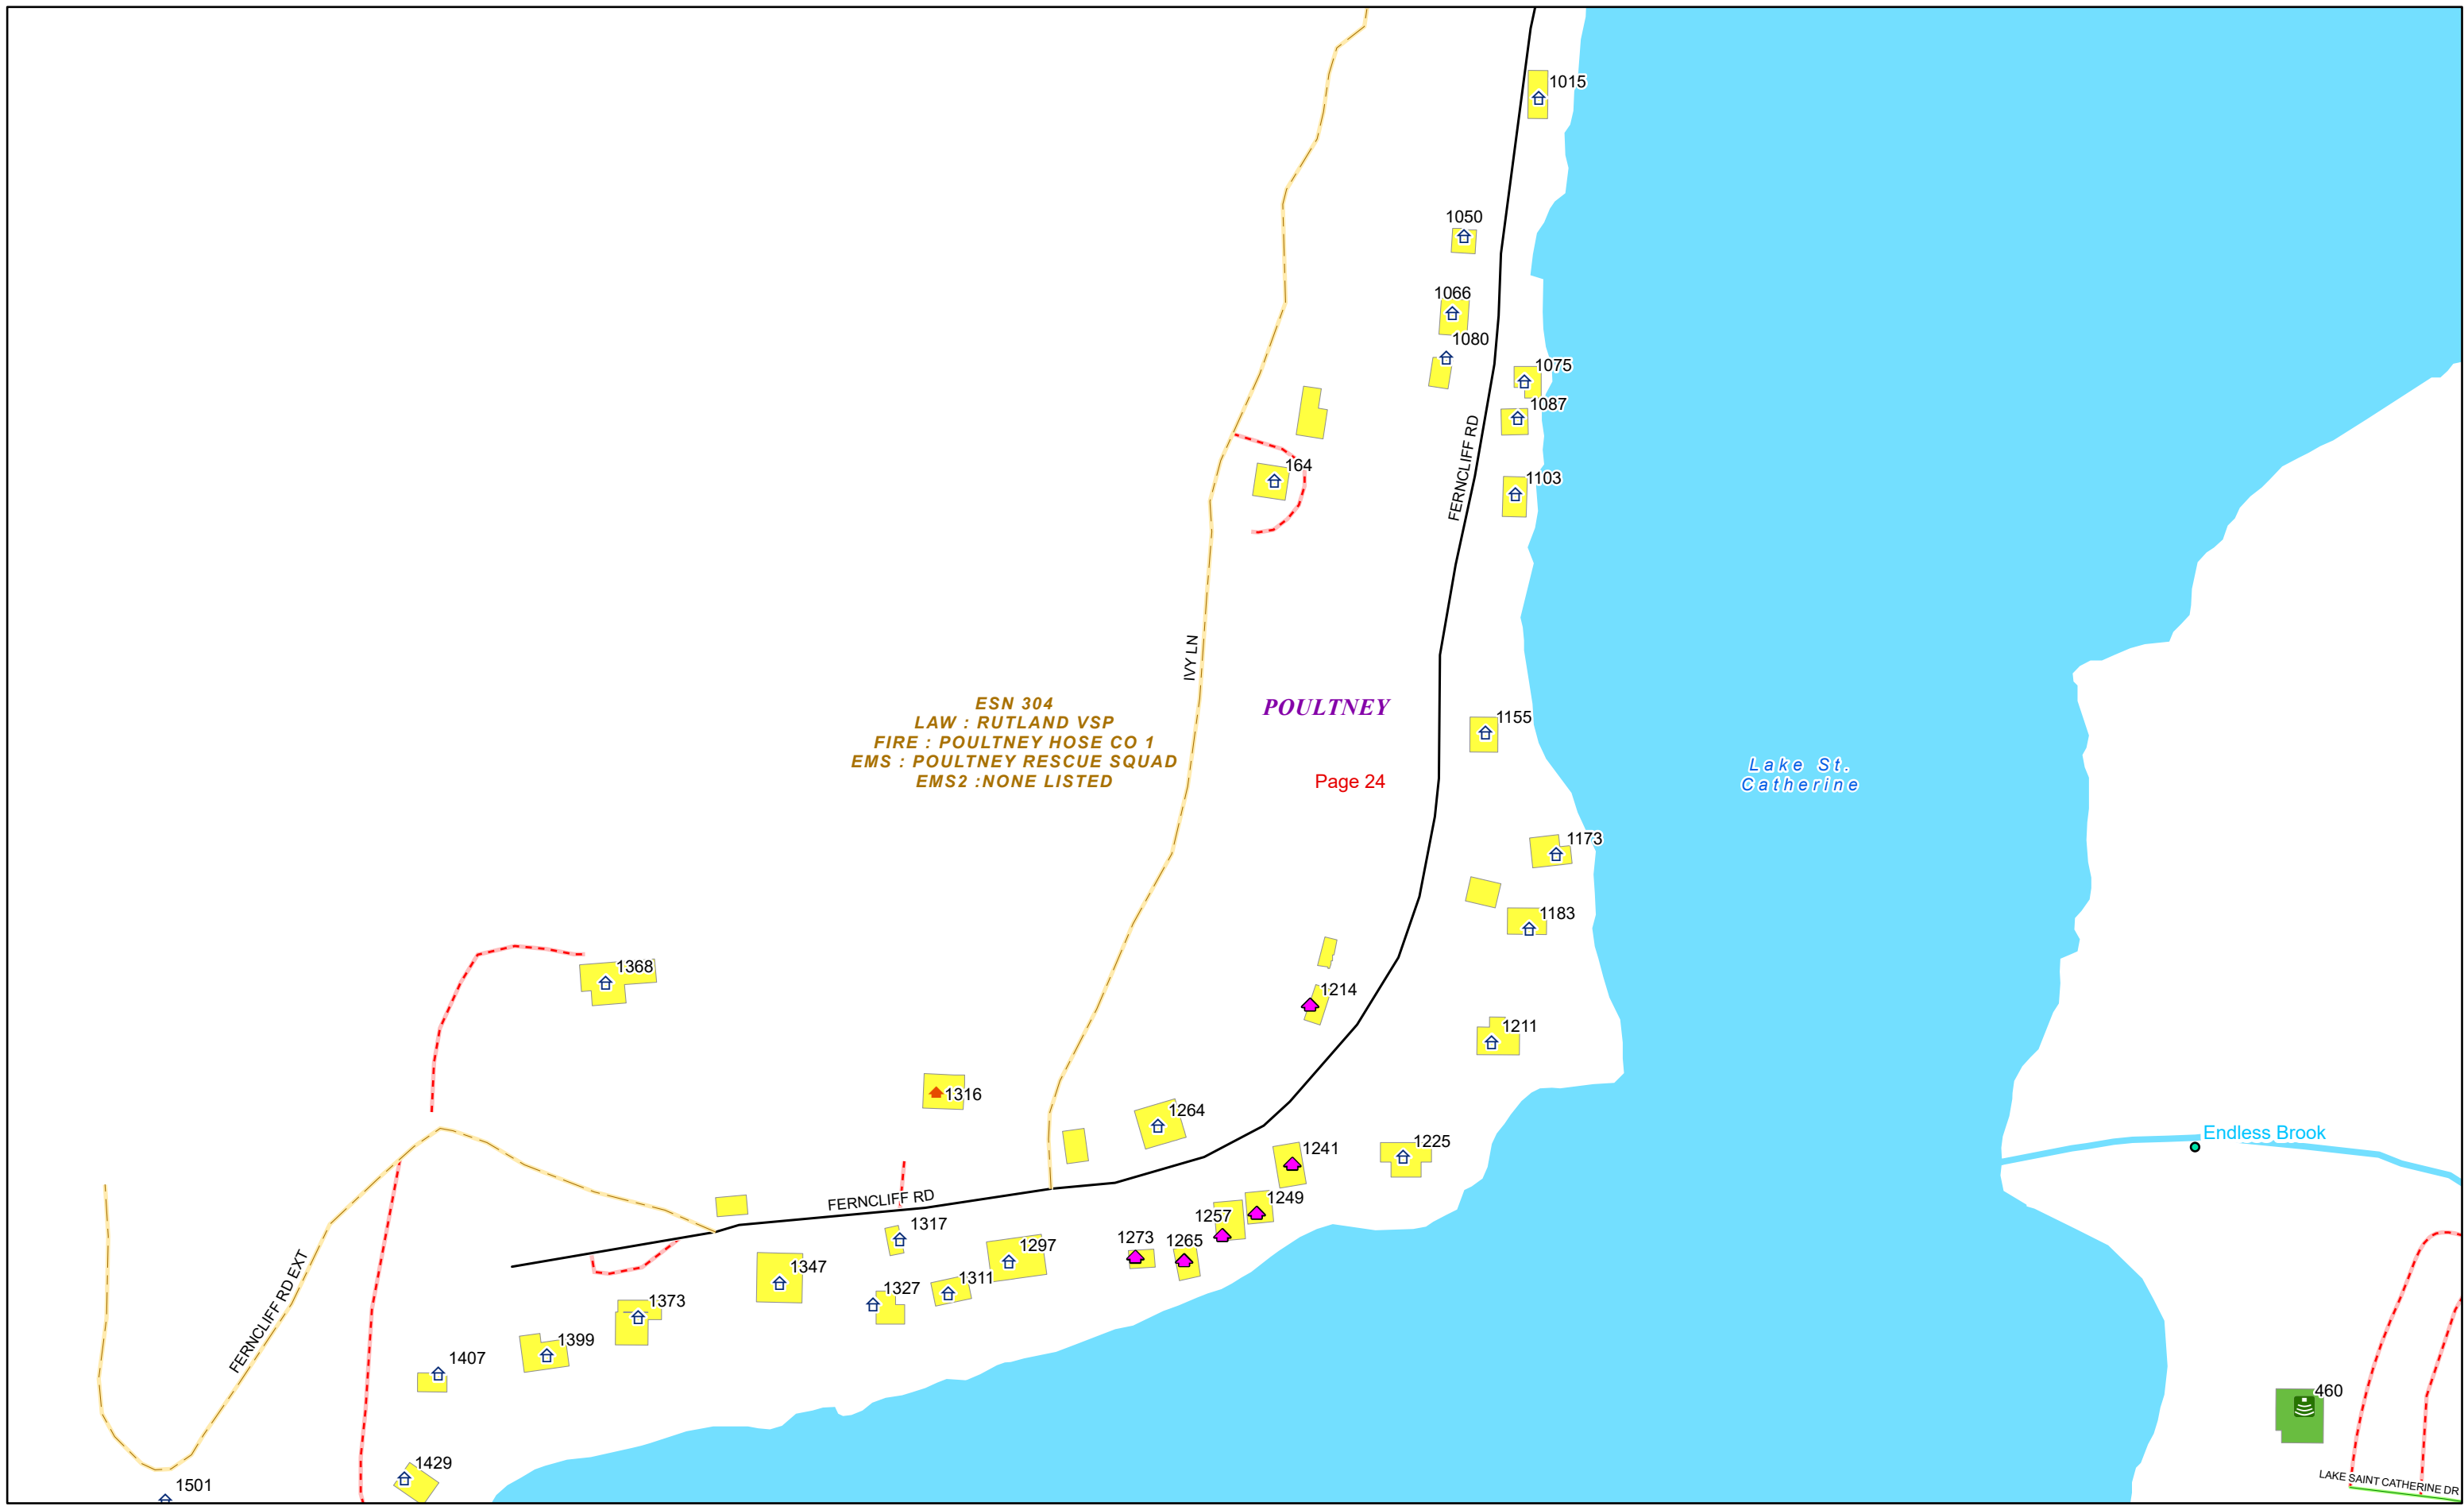 1015
1050
1066
1080
1075
1087
FERNCLIFF RD
164
1103
IVY LN
ESN 304
LAW : RUTLAND VSP
FIRE : POULTNEY HOSE CO 1
EMS : POULTNEY RESCUE SQUAD
EMS2 :NONE LISTED
POULTNEY
Page 24
1155
Lake St.
Catherine
1173
1183
1368
1214
1211
1316
1264
1241
1225
Endless Brook
FERNCLIFF RD
1249
1257
1317
1297
1273
1265
1347
1311
1327
FERNCLIFF RD EXT
1373
1399
1407
460
1429
1501
LAKE SAINT CATHERINE DR